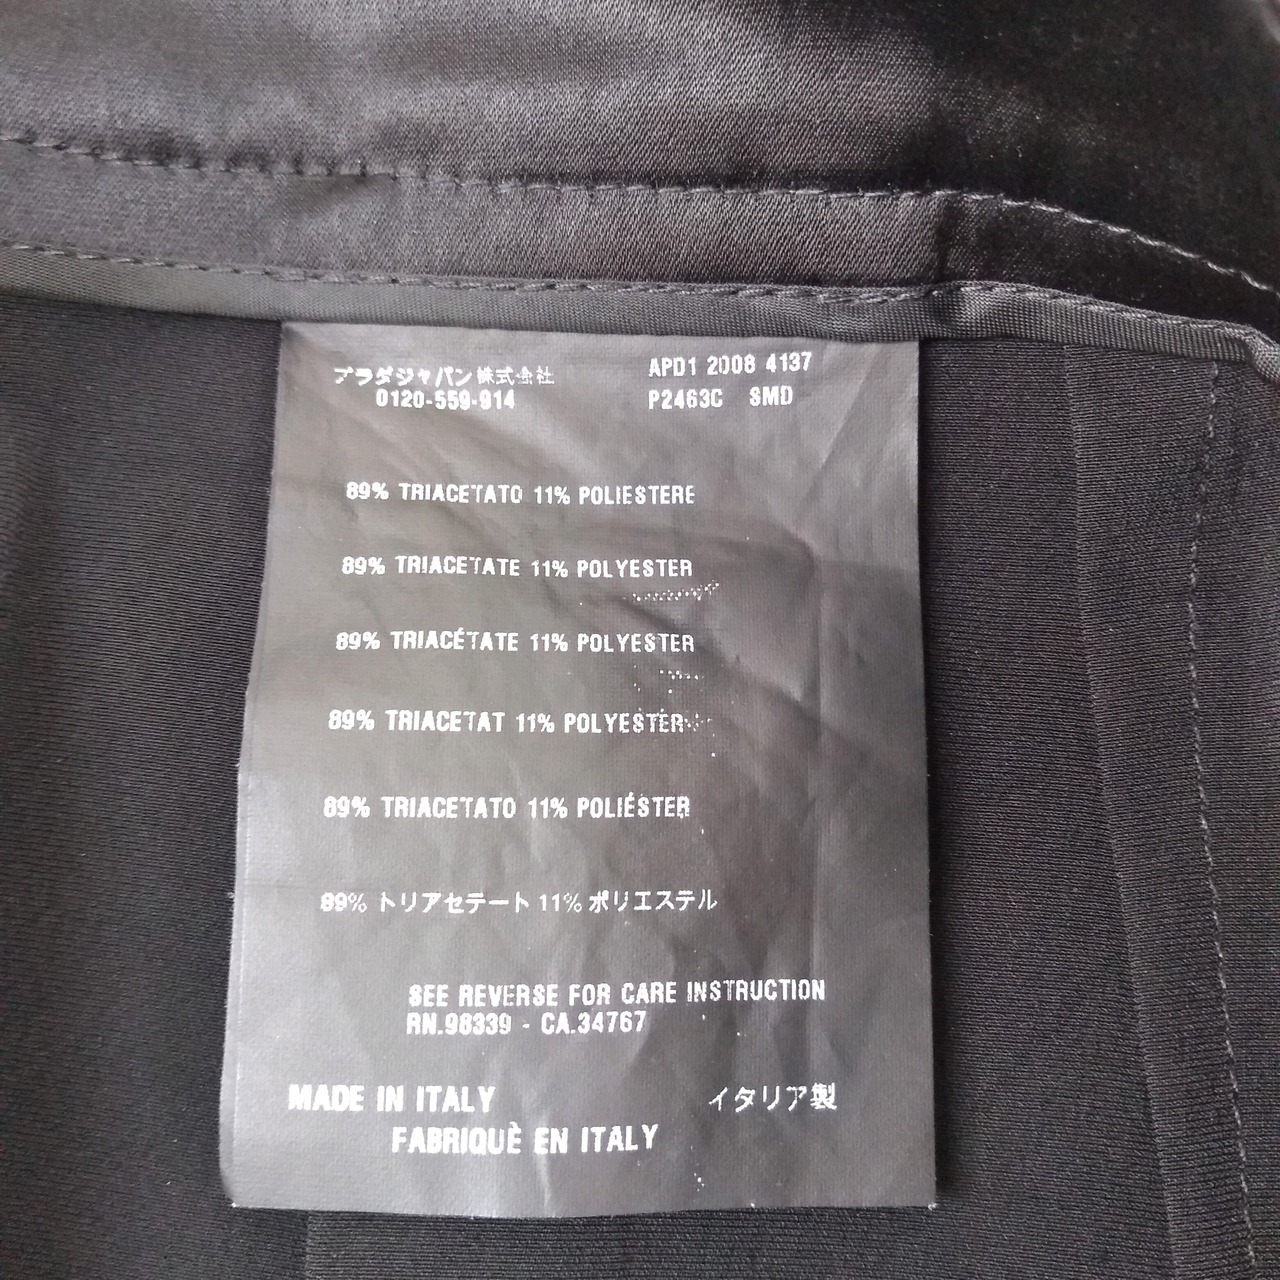 プラダジャパン株式会社
0120-559-914
APD1 2008 4137
P2463C SMD
89% TRIACETATO 11% POLIESTERE
89% TRIACETATE 11% POLYESTER
89% TRIACÉTATE 11% POLYESTER
89% TRIACETAT 11% POLYESTER
89% TRIACETATO 11% POLIÉSTER
89% トリアセテート 11% ポリエステル
SEE REVERSE FOR CARE INSTRUCTION
RN.98339 - CA.34767
MADE IN ITALY
イタリア製
FABRIQUÈ EN ITALY